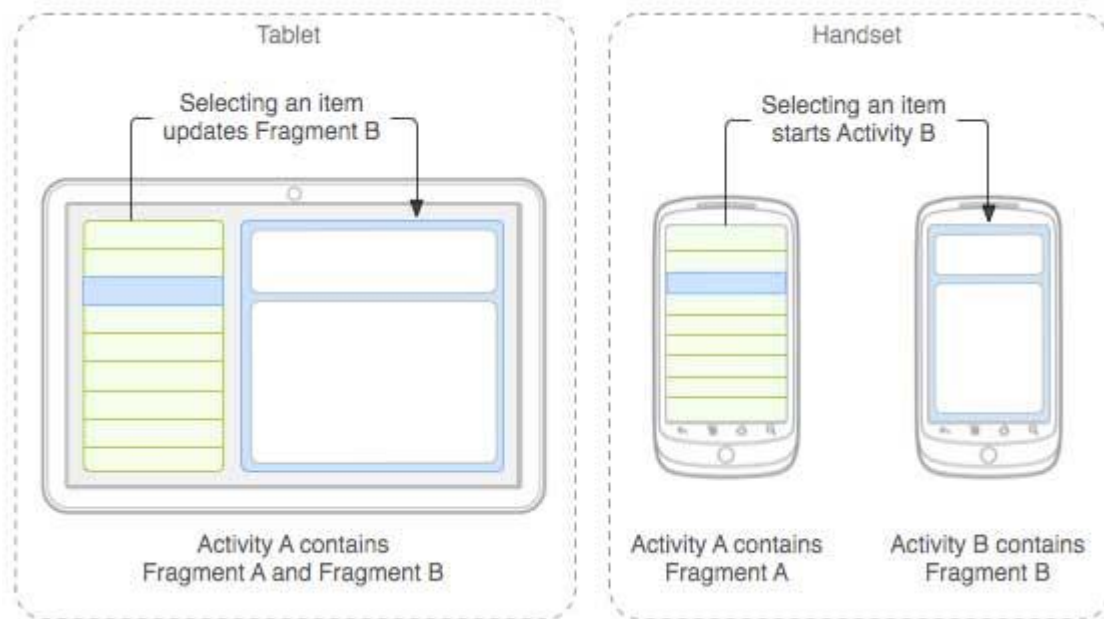 Tablet
Selecting an item
updates Fragment B
Activity A contains
Fragment A and Fragment B
Handset
Selecting an item
starts Activity B
Activity A contains
Fragment A
Activity B contains
Fragment B